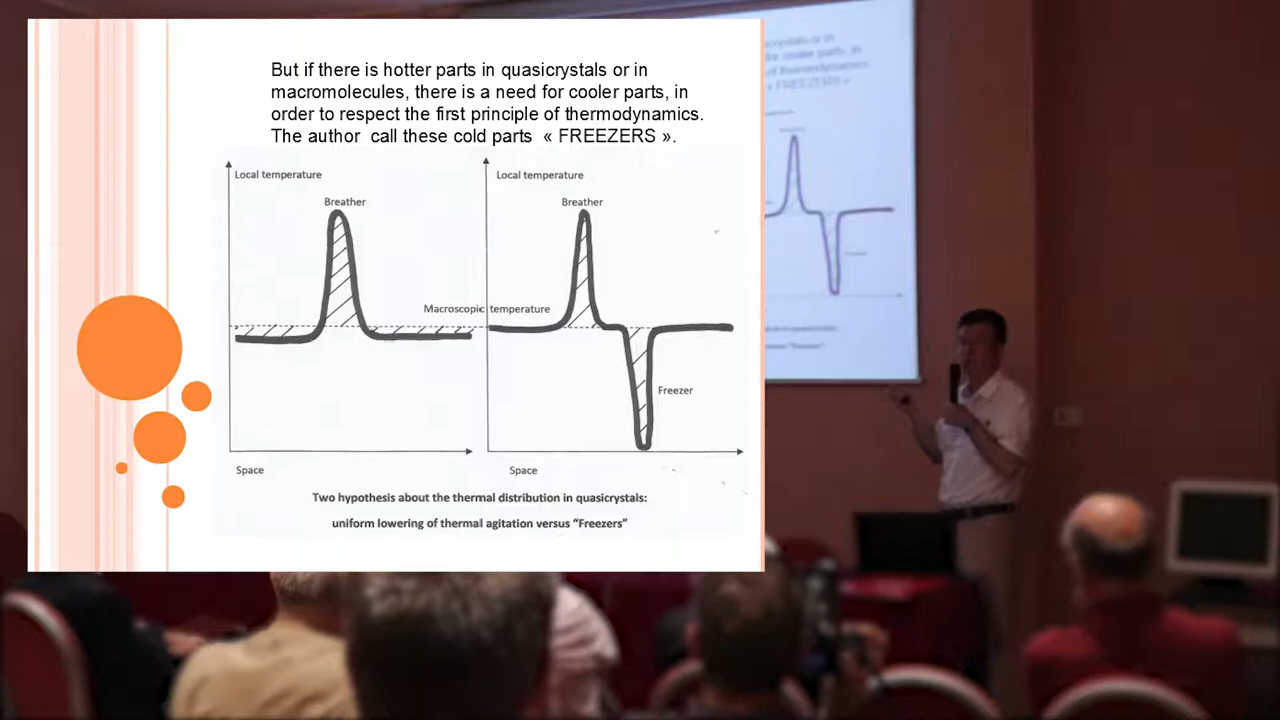 But if there is hotter parts in quasicrystals or in
macromolecules, there is a need for cooler parts, in
order to respect the first principle of thermodynamics.
The author call these cold parts « FREEZERS ».
Local temperature
Local temperature
Breather
Breather
Macroscopic temperature
Freezer
Space
Space
Two hypothesis about the thermal distribution in quasicrystals:
uniform lowering of thermal agitation versus "Freezers"